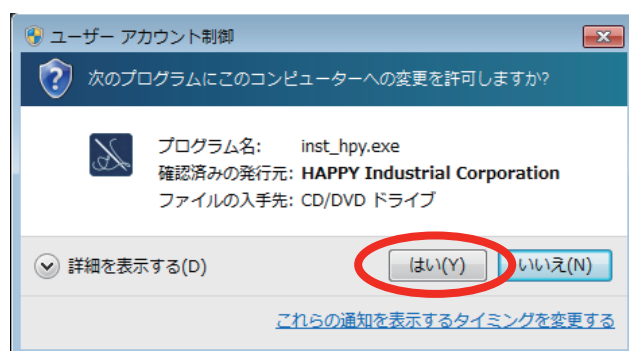 ユーザー アカウント制御
次のプログラムにこのコンピューターへの変更を許可しますか?
プログラム名: inst_hpy.exe
確認済みの発行元: HAPPY Industrial Corporation
ファイルの入手先: CD/DVD ドライブ
詳細を表示する(D) はい(Y) いいえ(N)
これらの通知を表示するタイミングを変更する